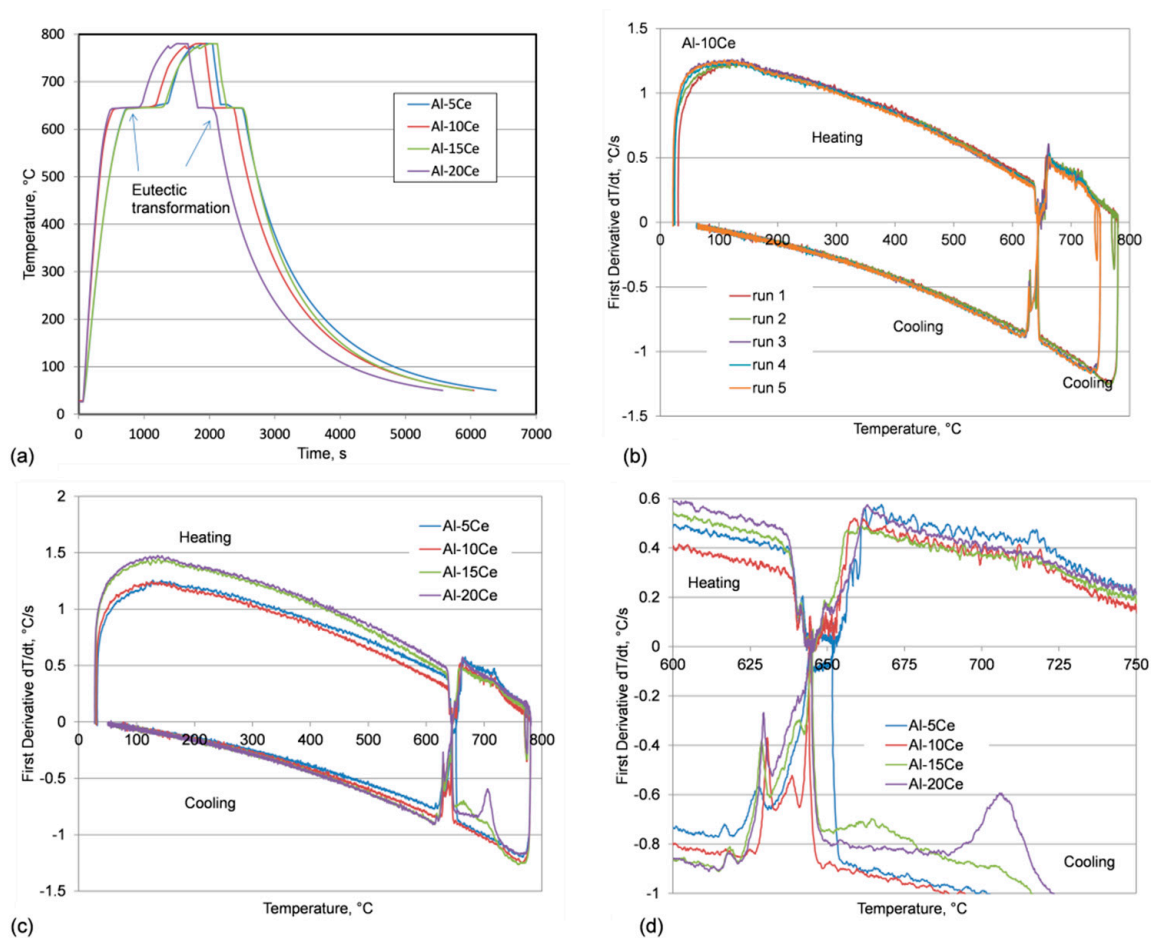 (a)
Temperature, °C
800
700
600
500
400
300
200
100
0
0 1000 2000 3000 4000 5000 6000 7000
Time, s
Al-5Ce
Al-10Ce
Al-15Ce
Al-20Ce
Eutectic
transformation
(b)
First Derivative dT/dt, °C/s
1.5
1
0.5
0
-0.5
-1
-1.5
Al-10Ce
Heating
0 100 200 300 400 500 600 700 800
run 1
run 2
run 3
run 4
run 5
Cooling
Cooling
Temperature, °C
(c)
First Derivative dT/dt, °C/s
2
1.5
1
0.5
0
-0.5
-1
-1.5
Heating
Al-5Ce
Al-10Ce
Al-15Ce
Al-20Ce
0 100 200 300 400 500 600 700 800
Cooling
Temperature, °C
(d)
First Derivative dT/dt, °C/s
0.6
0.4
0.2
0
-0.2
-0.4
-0.6
-0.8
-1
Heating
600 625 650 675 700 725 750
Al-5Ce
Al-10Ce
Al-15Ce
Al-20Ce
Cooling
Temperature, °C